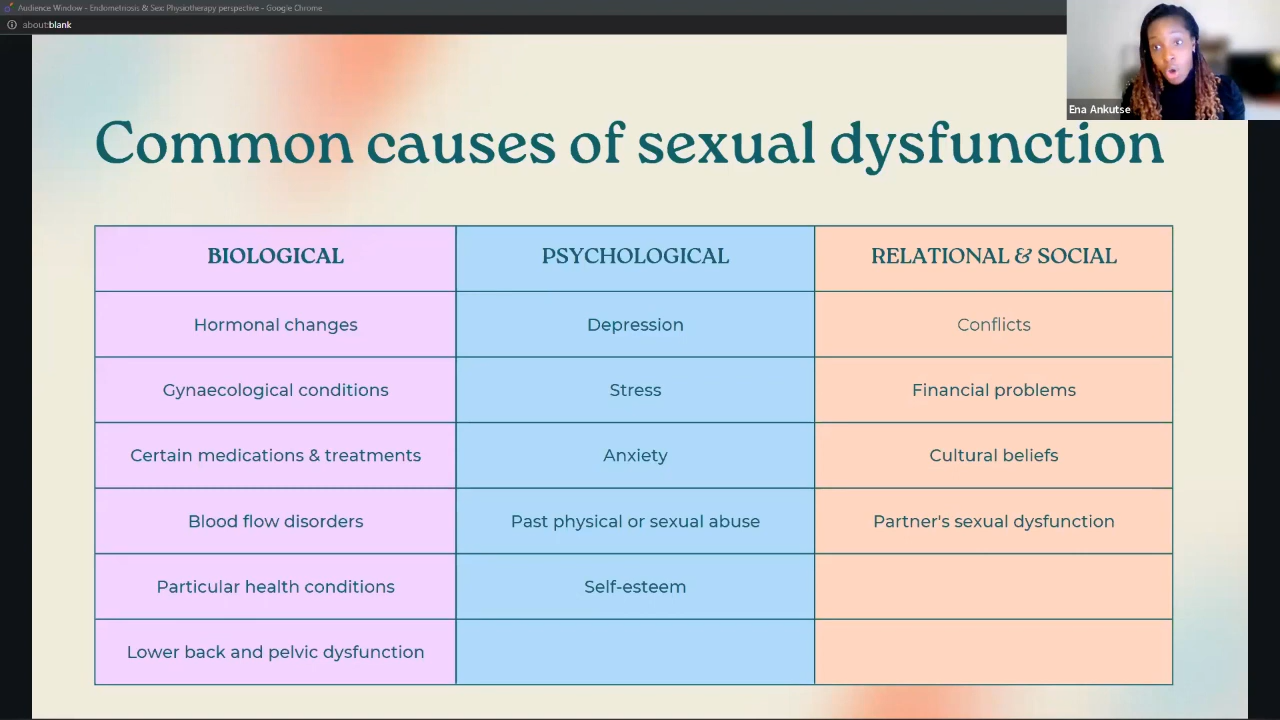 Audience Window - Endometriosis & Sex: Physiotherapy perspective - Google Chrome
about:blank
Ena Ankutse
Common causes of sexual dysfunction
BIOLOGICAL PSYCHOLOGICAL RELATIONAL & SOCIAL
Hormonal changes Depression Conflicts
Gynaecological conditions Stress Financial problems
Certain medications & treatments Anxiety Cultural beliefs
Blood flow disorders Past physical or sexual abuse Partner's sexual dysfunction
Particular health conditions Self-esteem
Lower back and pelvic dysfunction